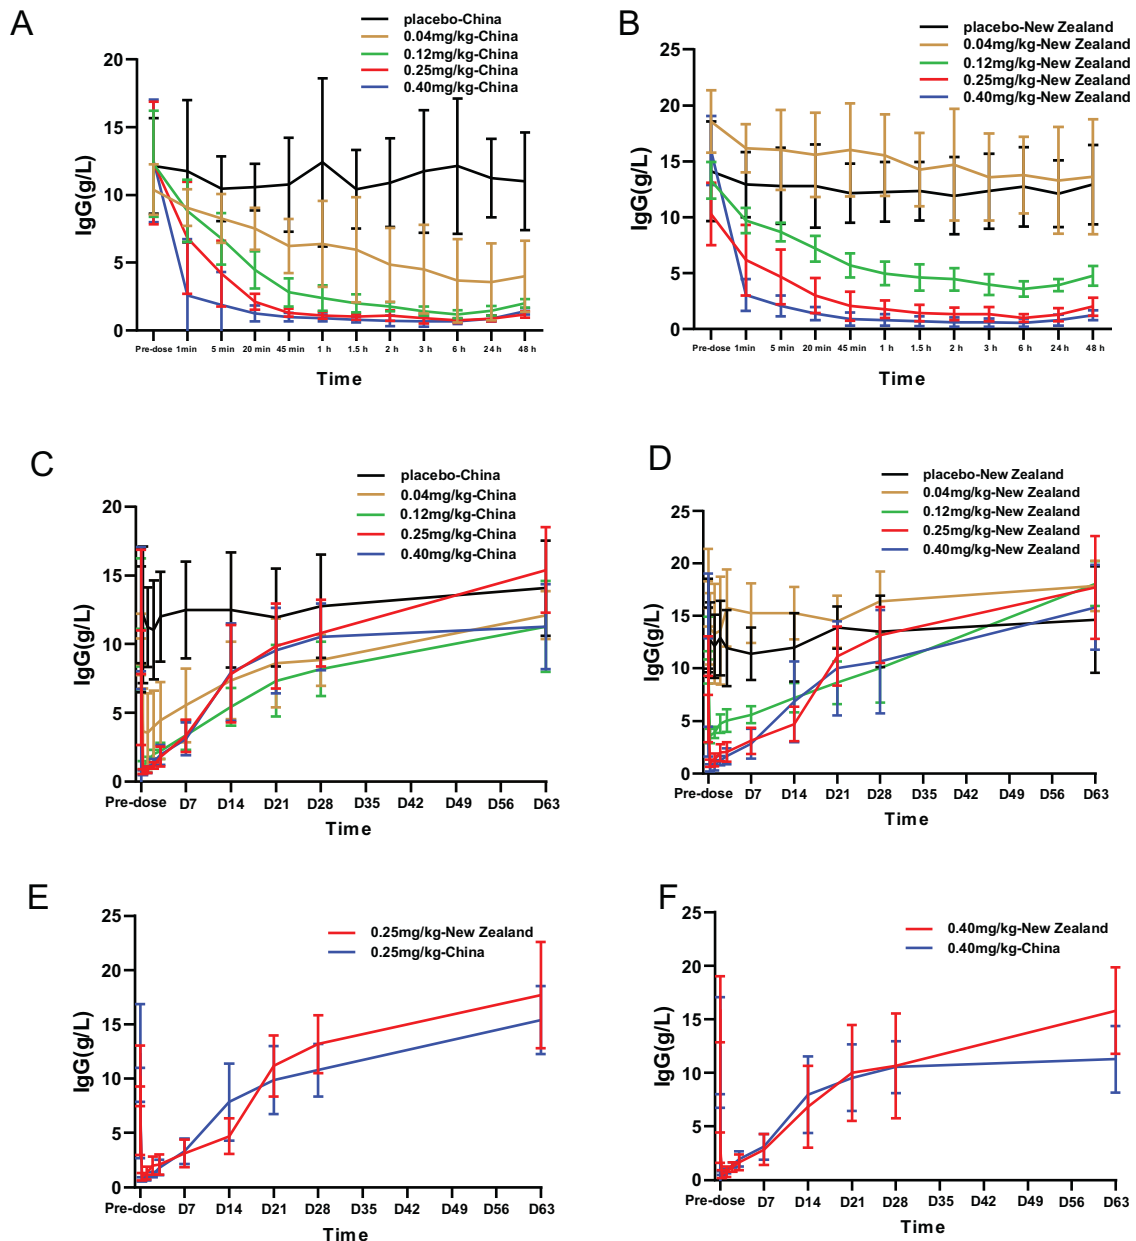 A
placebo-China
0.04mg/kg-China
0.12mg/kg-China
0.25mg/kg-China
0.40mg/kg-China
IgG(g/L)
20
15
10
5
0
Pre-dose 1min 5 min 20 min 45 min 1 h 1.5 h 2 h 3 h 6 h 24 h 48 h
Time
B
placebo-New Zealand
0.04mg/kg-New Zealand
0.12mg/kg-New Zealand
0.25mg/kg-New Zealand
0.40mg/kg-New Zealand
IgG(g/L)
25
20
15
10
5
0
Pre-dose 1min 5 min 20 min 45 min 1 h 1.5 h 2 h 3 h 6 h 24 h 48 h
Time
C
placebo-China
0.04mg/kg-China
0.12mg/kg-China
0.25mg/kg-China
0.40mg/kg-China
IgG(g/L)
20
15
10
5
0
Pre-dose D7 D14 D21 D28 D35 D42 D49 D56 D63
Time
D
placebo-New Zealand
0.04mg/kg-New Zealand
0.12mg/kg-New Zealand
0.25mg/kg-New Zealand
0.40mg/kg-New Zealand
IgG(g/L)
25
20
15
10
5
0
Pre-dose D7 D14 D21 D28 D35 D42 D49 D56 D63
Time
E
0.25mg/kg-New Zealand
0.25mg/kg-China
IgG(g/L)
25
20
15
10
5
0
Pre-dose D7 D14 D21 D28 D35 D42 D49 D56 D63
Time
F
0.40mg/kg-New Zealand
0.40mg/kg-China
IgG(g/L)
25
20
15
10
5
0
Pre-dose D7 D14 D21 D28 D35 D42 D49 D56 D63
Time